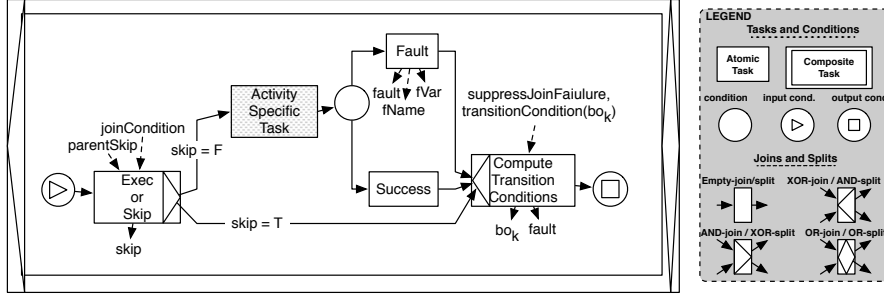 joinCondition
parentSkip
Exec
or
Skip
skip
skip = F
skip = T
Activity
Specific
Task
Fault
fault
fVar
fName
Success
suppressJoinFaiulure,
transitionCondition(bok)
Compute
Transition
Conditions
bok
fault
LEGEND
Tasks and Conditions
Atomic
Task
Composite
Task
condition
input cond.
output cond
Joins and Splits
Empty-join/split
XOR-join / AND-split
AND-join / XOR-split
OR-join / OR-split